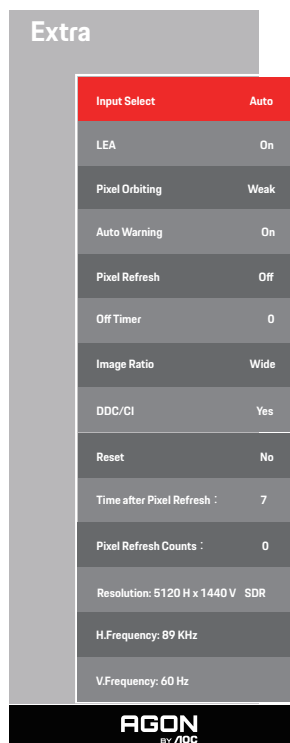 Extra
Input Select Auto
LEA On
Pixel Orbiting Weak
Auto Warning On
Pixel Refresh Off
Off Timer 0
Image Ratio Wide
DDC/CI Yes
Reset No
Time after Pixel Refresh : 7
Pixel Refresh Counts : 0
Resolution: 5120 H x 1440 V SDR
H.Frequency: 89 KHz
V.Frequency: 60 Hz
AGON
BY AOC